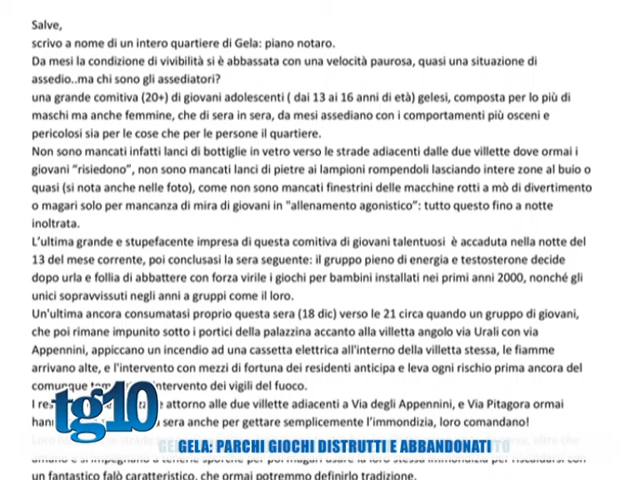 Salve,
scrivo a nome di un intero quartiere di Gela: piano notaro.
Da mesi la condizione di vivibilità si è abbassata con una velocità paurosa, quasi una situazione di
assedio..ma chi sono gli assediatori?
una grande comitiva (20+) di giovani adolescenti ( dai 13 ai 16 anni di età) gelesi, composta per lo più di
maschi ma anche femmine, che di sera in sera, da mesi assediano con i comportamenti più osceni e
pericolosi sia per le cose che per le persone il quartiere.
Non sono mancati infatti lanci di bottiglie in vetro verso le strade adiacenti dalle due villette dove ormai i
giovani "risiedono", non sono mancati lanci di pietre ai lampioni rompendoli lasciando intere zone al buio o
quasi (si nota anche nelle foto), come non sono mancati finestrini delle macchine rotti a mò di divertimento
o magari solo per mancanza di mira di giovani in "allenamento agonistico": tutto questo fino a notte
inoltrata.
L'ultima grande e stupefacente impresa di questa comitiva di giovani talentuosi è accaduta nella notte del
13 del mese corrente, poi conclusasi la sera seguente: il gruppo pieno di energia e testosterone decide
dopo urla e follia di abbattere con forza virile i giochi per bambini installati nei primi anni 2000, nonché gli
unici sopravvissuti negli anni a gruppi come il loro.
Un'ultima ancora consumatasi proprio questa sera (18 dic) verso le 21 circa quando un gruppo di giovani,
che poi rimane impunito sotto i portici della palazzina accanto alla villetta angolo via Urali con via
Appennini, appiccano un incendio ad una cassetta elettrica all'interno della villetta stessa, le fiamme
arrivano alte, e l'intervento con mezzi di fortuna dei residenti anticipa e leva ogni rischio prima ancora del
comunque intervento dei vigili del fuoco.
I attorno alle due villette adiacenti a Via degli Appennini, e Via Pitagora ormai
sera anche per gettare semplicemente l'immondizia, loro comandano!
tg10
GELA: PARCHI GIOCHI DISTRUTTI E ABBANDONATI
un fantastico falò caratteristico, che ormai potremmo definirlo tradizione.